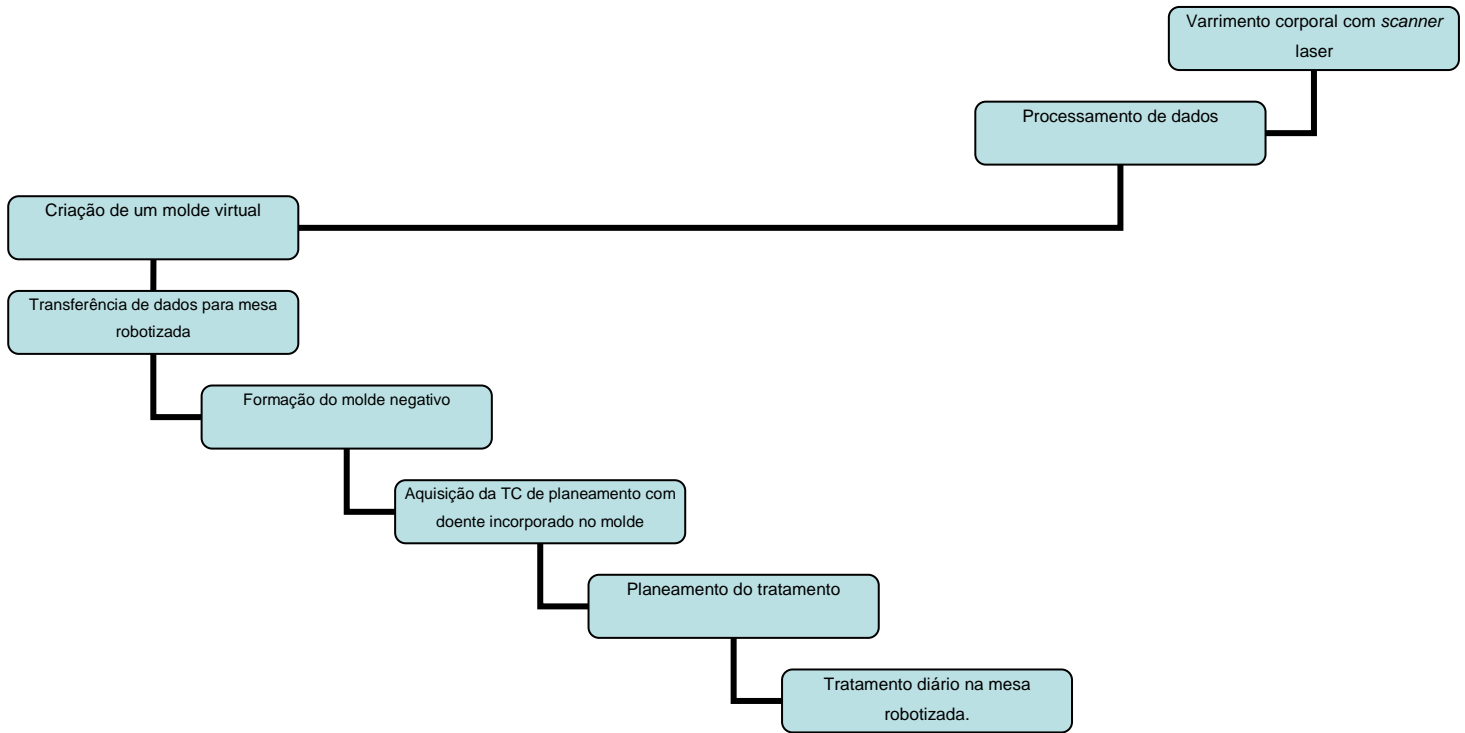 Varrimento corporal com scanner
laser
Processamento de dados
Criação de um molde virtual
Transferência de dados para mesa
robotizada
Formação do molde negativo
Aquisição da TC de planeamento com
doente incorporado no molde
Planeamento do tratamento
Tratamento diário na mesa
robotizada.